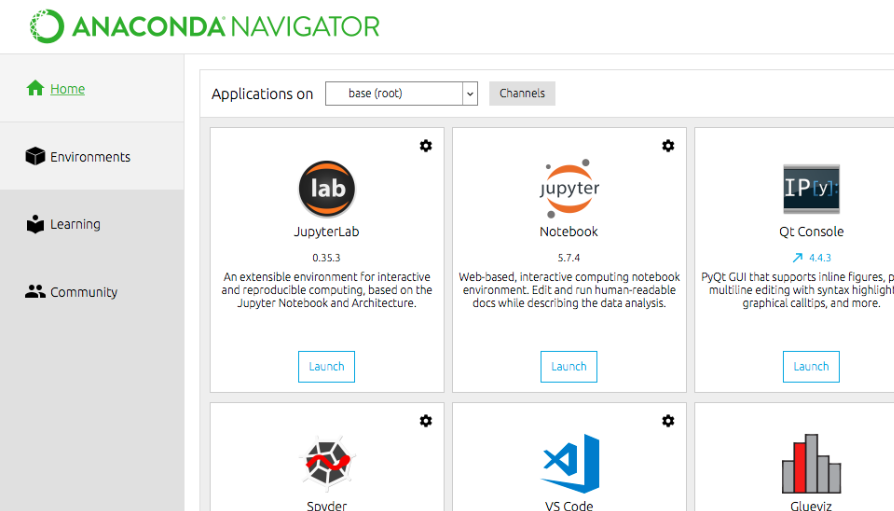 ANACONDA NAVIGATOR
Home
Environments
Learning
Community
Applications on
base (root)
Channels
lab
JupyterLab
0.35.3
An extensible environment for interactive
and reproducible computing, based on the
Jupyter Notebook and Architecture.
Launch
jupyter
Notebook
5.7.4
Web-based, interactive computing notebook
environment. Edit and run human-readable
docs while describing the data analysis.
Launch
IP[y]:
Qt Console
4.4.3
PyQt GUI that supports inline figures, p
multiline editing with syntax highlight
graphical calltips, and more.
Launch
Spyder
VS Code
Glueviz